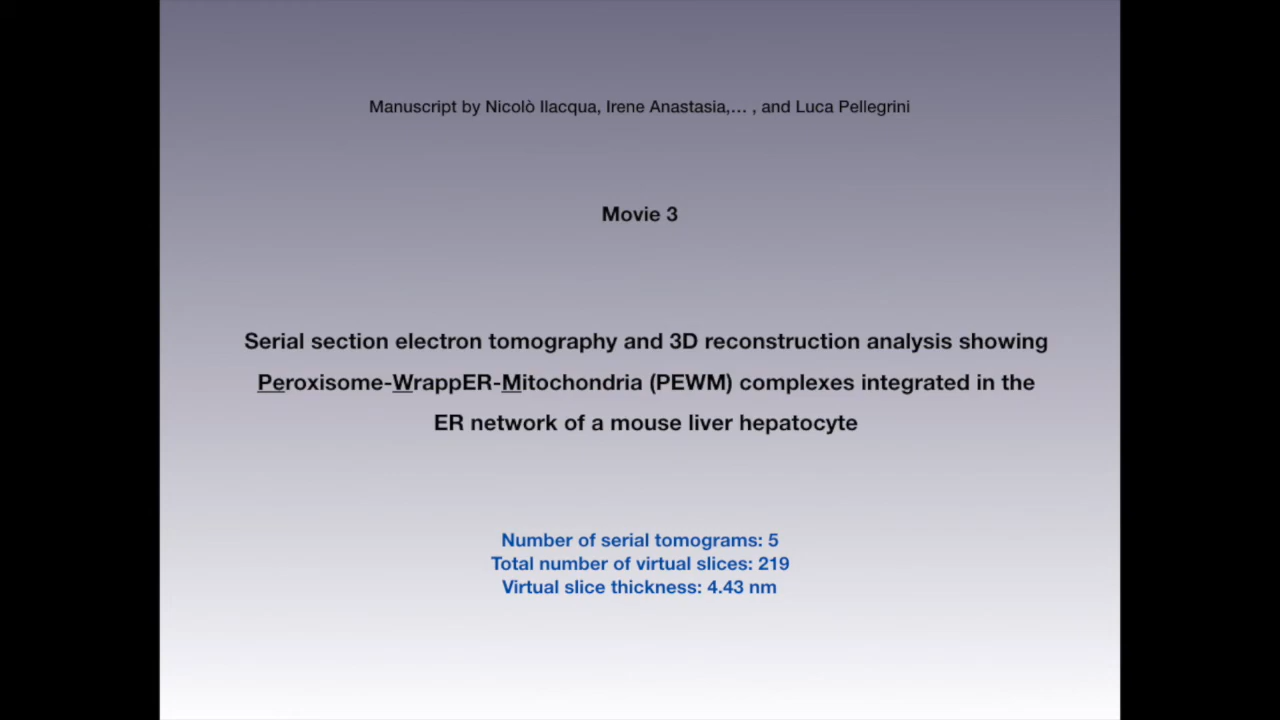 Manuscript by Nicolò Ilacqua, Irene Anastasia,... , and Luca Pellegrini
Movie 3
Serial section electron tomography and 3D reconstruction analysis showing
Peroxisome-WrappER-Mitochondria (PEWM) complexes integrated in the
ER network of a mouse liver hepatocyte
Number of serial tomograms: 5
Total number of virtual slices: 219
Virtual slice thickness: 4.43 nm